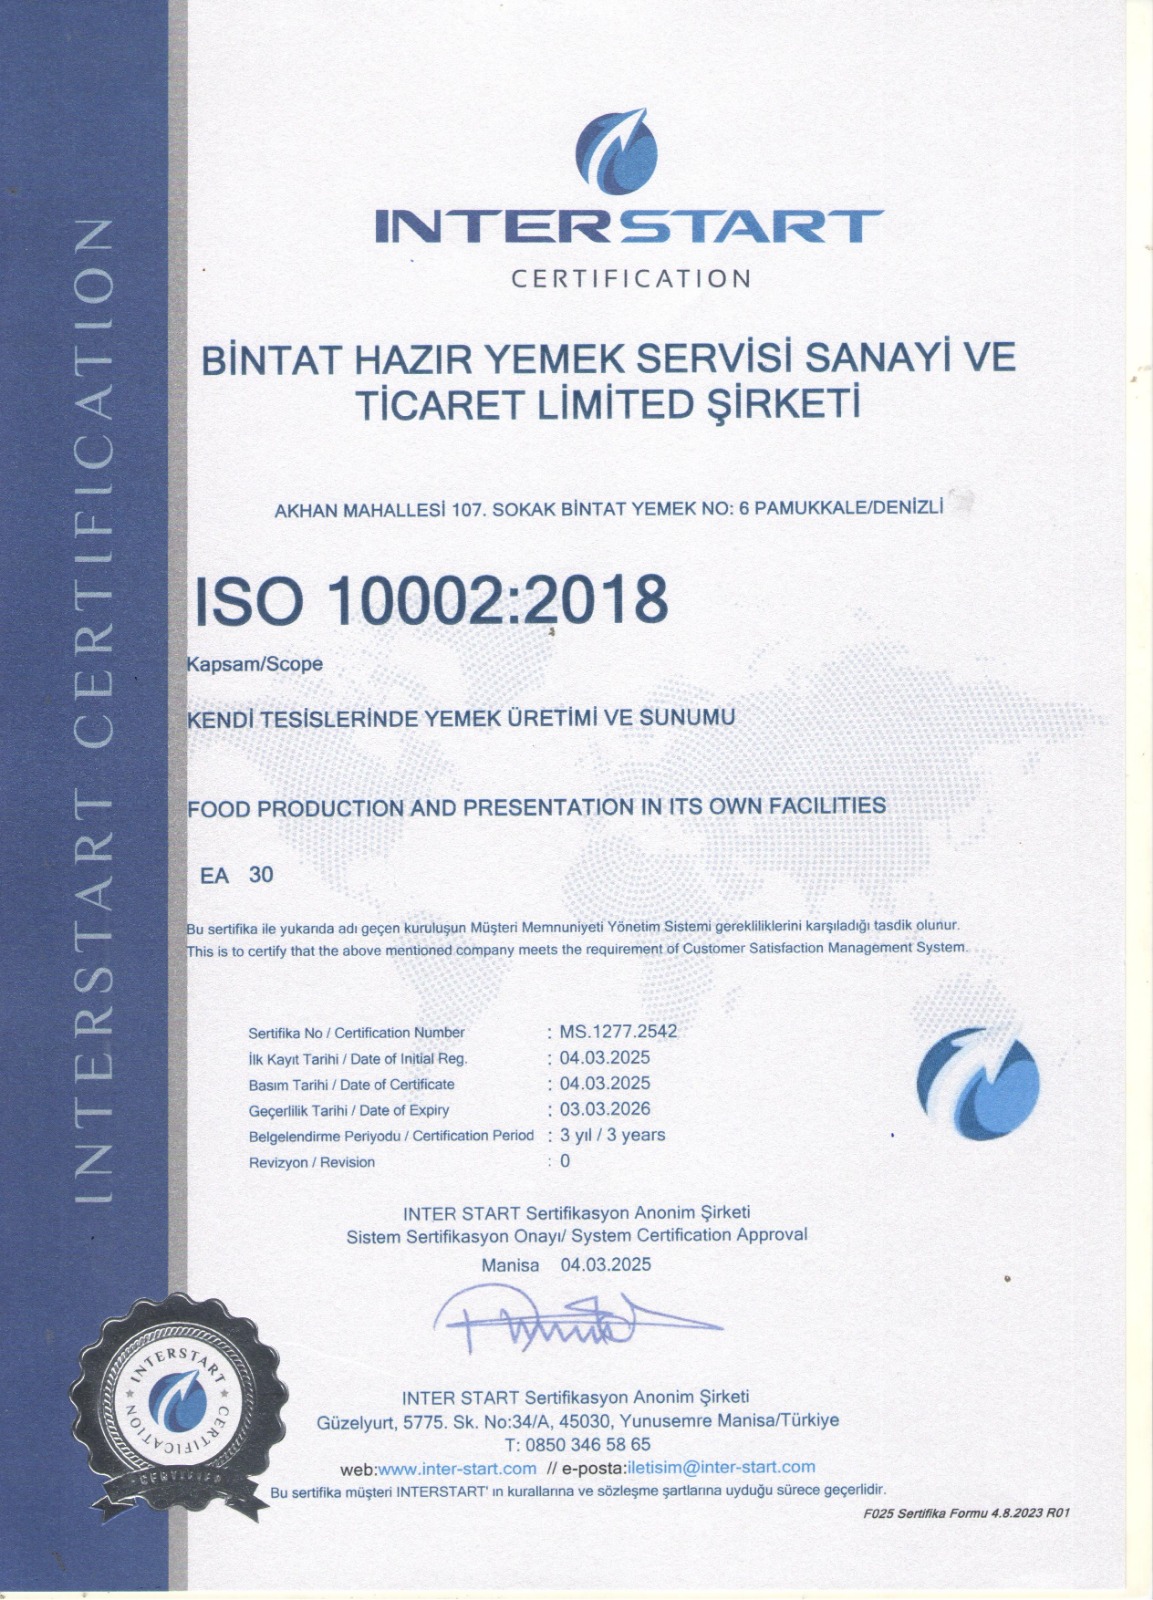 INTERSTART CERTIFICATION
INTERSTART
CERTIFICATION
BİNTAT HAZIR YEMEK SERVİSİ SANAYİ VE
TİCARET LİMİTED ŞİRKETİ
AKHAN MAHALLESİ 107. SOKAK BİNTAT YEMEK NO: 6 PAMUKKALE/DENİZLİ
ISO 10002:2018
Kapsam/Scope
KENDİ TESİSLERİNDE YEMEK ÜRETİMİ VE SUNUMU
FOOD PRODUCTION AND PRESENTATION IN ITS OWN FACILITIES
EA 30
Bu sertifika ile yukarıda adı geçen kuruluşun Müşteri Memnuniyeti Yönetim Sistemi gerekliliklerini karşıladığı tasdik olunur.
This is to certify that the above mentioned company meets the requirement of Customer Satisfaction Management System.
Sertifika No / Certification Number : MS.1277.2542
İlk Kayıt Tarihi / Date of Initial Reg. : 04.03.2025
Basım Tarihi / Date of Certificate : 04.03.2025
Geçerlilik Tarihi / Date of Expiry : 03.03.2026
Belgelendirme Periyodu / Certification Period : 3 yıl / 3 years
Revizyon / Revision : 0
INTER START Sertifikasyon Anonim Şirketi
Sistem Sertifikasyon Onayı/ System Certification Approval
Manisa 04.03.2025
INTERSTART
CERTIFICATION
CERTIFIED
INTER START Sertifikasyon Anonim Şirketi
Güzelyurt, 5775. Sk. No:34/A, 45030, Yunusemre Manisa/Türkiye
T: 0850 346 58 65
web:www.inter-start.com // e-posta:iletisim@inter-start.com
Bu sertifika müşteri INTERSTART' ın kurallarına ve sözleşme şartlarına uyduğu sürece geçerlidir.
F025 Sertifika Formu 4.8.2023 R01